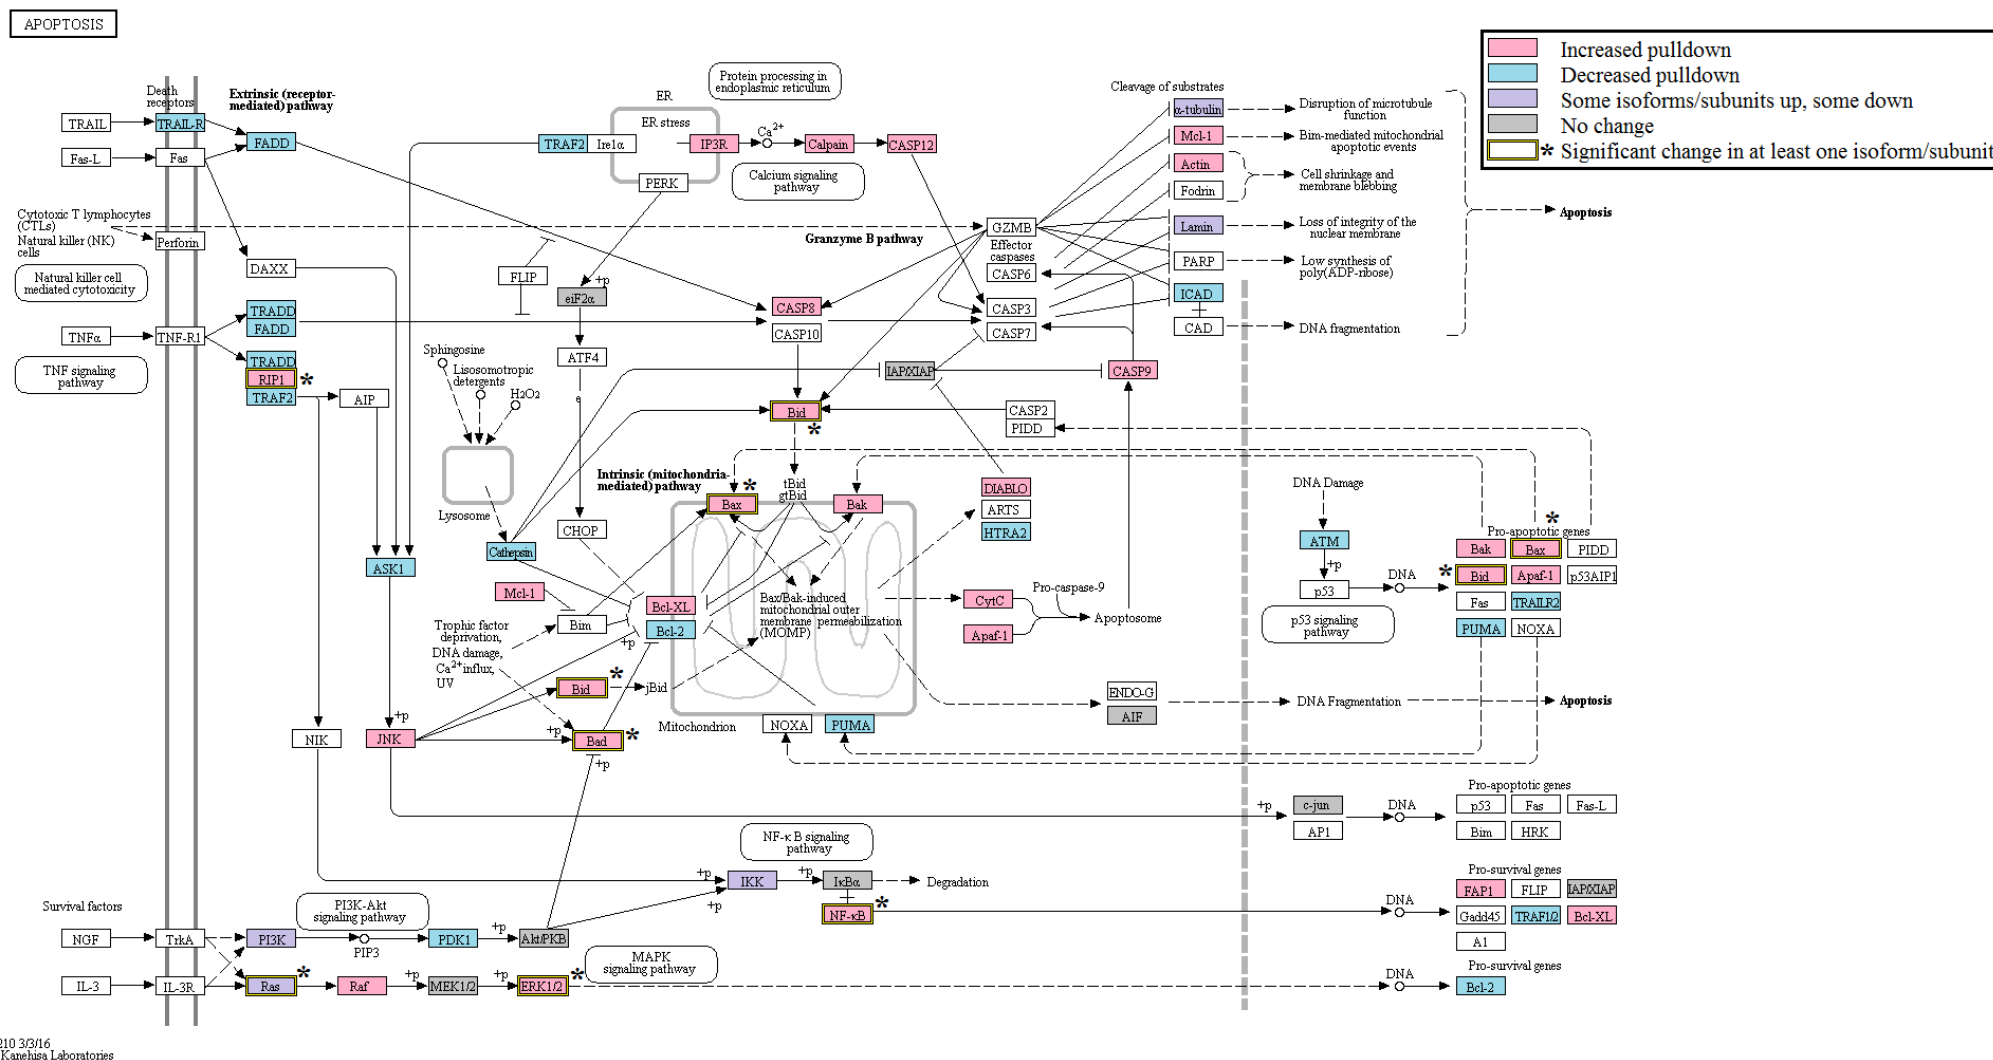 APOPTOSIS
Increased pulldown
Decreased pulldown
Some isoforms/subunits up, some down
No change
* Significant change in at least one isoform/subunit
Death
receptors
Extrinsic (receptor-
mediated) pathway
TRAIL
TRAIL-R
FADD
Fas-L
Fas
Cytotoxic T lymphocytes
(CTLs)
Natural killer (NK)
cells
Perforin
Natural killer cell
mediated cytotoxicity
DAXX
TRADD
FADD
TNFα
TNF-R1
TRADD
RIP1 *
TRAF2
TNF signaling
pathway
AIP
Protein processing in
endoplasmic reticulum
ER
ER stress
TRAF2
Ire1α
IP3R
Ca2+
Calpain
CASP12
PERK
Calcium signaling
pathway
Granzyme B pathway
FLIP
+p
eiF2α
ATF4
e
CHOP
Sphingosine
Lisosomotropic
detergents
H2O2
Lysosome
Cathepsin
ASK1
CASP8
CASP10
GZMB
Effector
caspases
CASP6
CASP3
CASP7
IAP/XIAP
CASP9
Bid
*
CASP2
PIDD
Cleavage of substrates
α-tubulin
Disruption of microtubule
function
Mcl-1
Bim-mediated mitochondrial
apoptotic events
Actin
Fodrin
Cell shrinkage and
membrane blebbing
Lamin
Loss of integrity of the
nuclear membrane
PARP
Low synthesis of
poly(ADP-ribose)
ICAD
CAD
DNA fragmentation
Apoptosis
Intrinsic (mitochondria-
mediated) pathway
tBid
gtBid
Bax
*
Bak
DIABLO
ARTS
HTRA2
Mcl-1
Bim
Bcl-XL
Bcl-2
+p
Bax/Bak-induced
mitochondrial outer
membrane permeabilization
(MOMP)
CytC
Apaf-1
Pro-caspase-9
Apoptosome
Trophic factor
deprivation,
DNA damage,
Ca2+ influx,
UV
Bid
*
jBid
Mitochondrion
NOXA
PUMA
ENDO-G
AIF
DNA Fragmentation
Apoptosis
DNA Damage
ATM
+p
p53
DNA
p53 signaling
pathway
*
Pro-apoptotic genes
Bak
Bax
PIDD
* Bid
Apaf-1
p53AIP1
Fas
TRAILR2
PUMA
NOXA
NIK
+p
JNK
+p
Bad
*
+p
Pro-apoptotic genes
+p
c-jun
AP1
DNA
p53
Fas
Fas-L
Bim
HRK
NF-κ B signaling
pathway
+p
IKK
+p
+p
IκBα
Degradation
NF-κB
*
DNA
Pro-survival genes
FAP1
FLIP
IAP/XIAP
Gadd45
TRAF1/2
Bcl-XL
A1
Survival factors
PI3K-Akt
signaling pathway
NGF
TrkA
PI3K
PIP3
PDK1
+p
Akt/PKB
MAPK
signaling pathway
IL-3
IL-3R
Ras
*
Raf
+p
MEK1/2
+p
ERK1/2
*
DNA
Pro-survival genes
Bcl-2
210 3/3/16
Kanehisa Laboratories